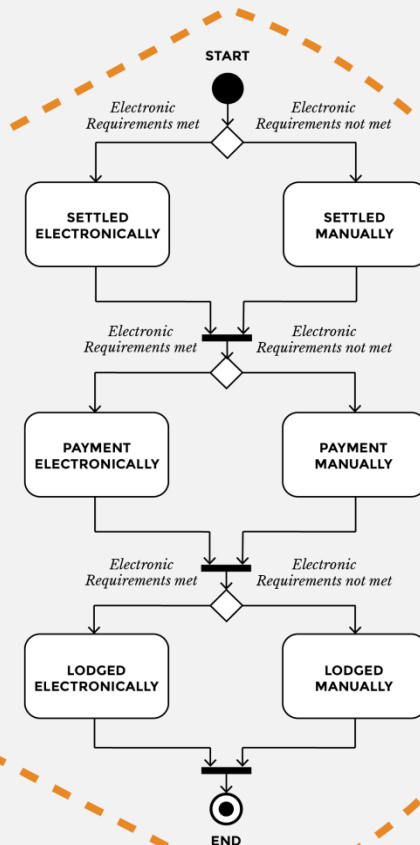 START
Electronic
Requirements met
Electronic
Requirements not met
SETTLED
ELECTRONICALLY
SETTLED
MANUALLY
Electronic
Requirements met
Electronic
Requirements not met
PAYMENT
ELECTRONICALLY
PAYMENT
MANUALLY
Electronic
Requirements met
Electronic
Requirements not met
LODGED
ELECTRONICALLY
LODGED
MANUALLY
END